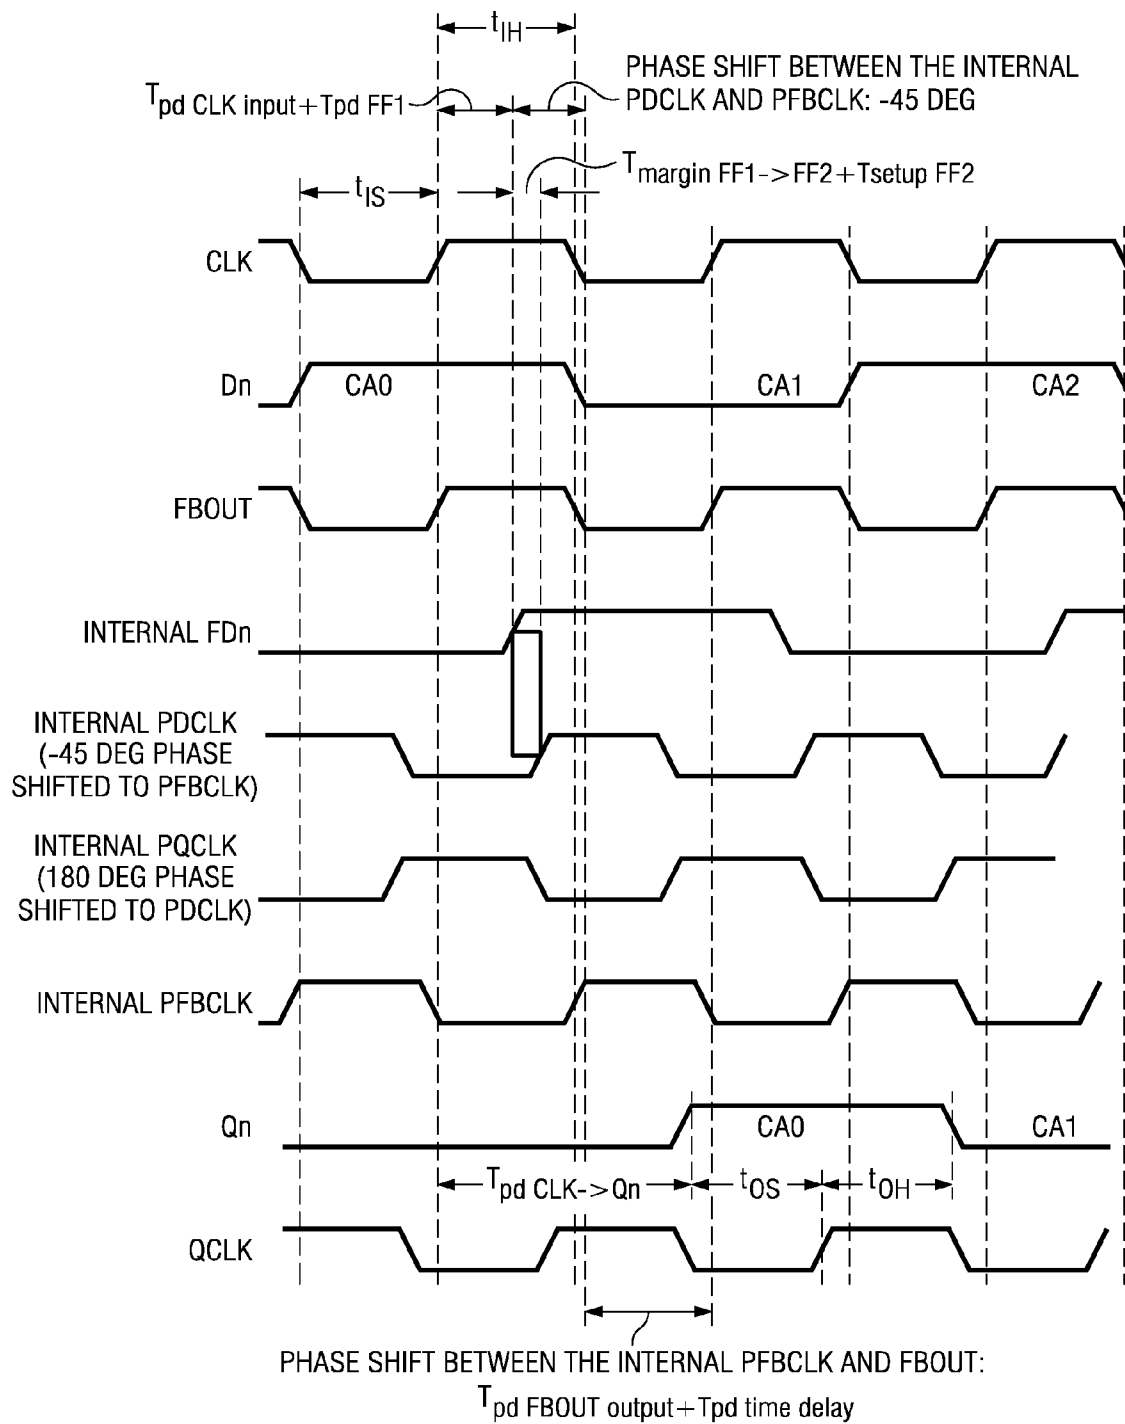 tIH
PHASE SHIFT BETWEEN THE INTERNAL
PDCLK AND PFBCLK: -45 DEG
Tpd CLK input+Tpd FF1
Tmargin FF1->FF2+Tsetup FF2
tIS
CLK
Dn
CA0
CA1
CA2
FBOUT
INTERNAL FDn
INTERNAL PDCLK
(-45 DEG PHASE
SHIFTED TO PFBCLK)
INTERNAL PQCLK
(180 DEG PHASE
SHIFTED TO PDCLK)
INTERNAL PFBCLK
Qn
CA0
CA1
Tpd CLK->Qn
tOS
tOH
QCLK
PHASE SHIFT BETWEEN THE INTERNAL PFBCLK AND FBOUT:
Tpd FBOUT output+Tpd time delay